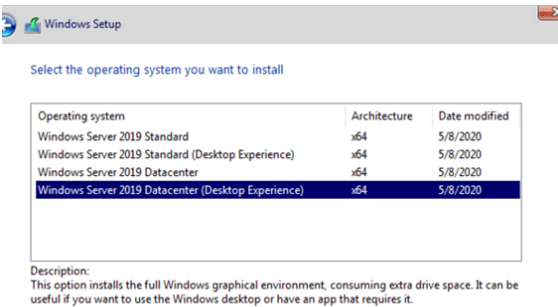 Windows Setup
Select the operating system you want to install
Operating system Architecture Date modified
Windows Server 2019 Standard x64 5/8/2020
Windows Server 2019 Standard (Desktop Experience) x64 5/8/2020
Windows Server 2019 Datacenter x64 5/8/2020
Windows Server 2019 Datacenter (Desktop Experience) x64 5/8/2020
Description:
This option installs the full Windows graphical environment, consuming extra drive space. It can be
useful if you want to use the Windows desktop or have an app that requires it.